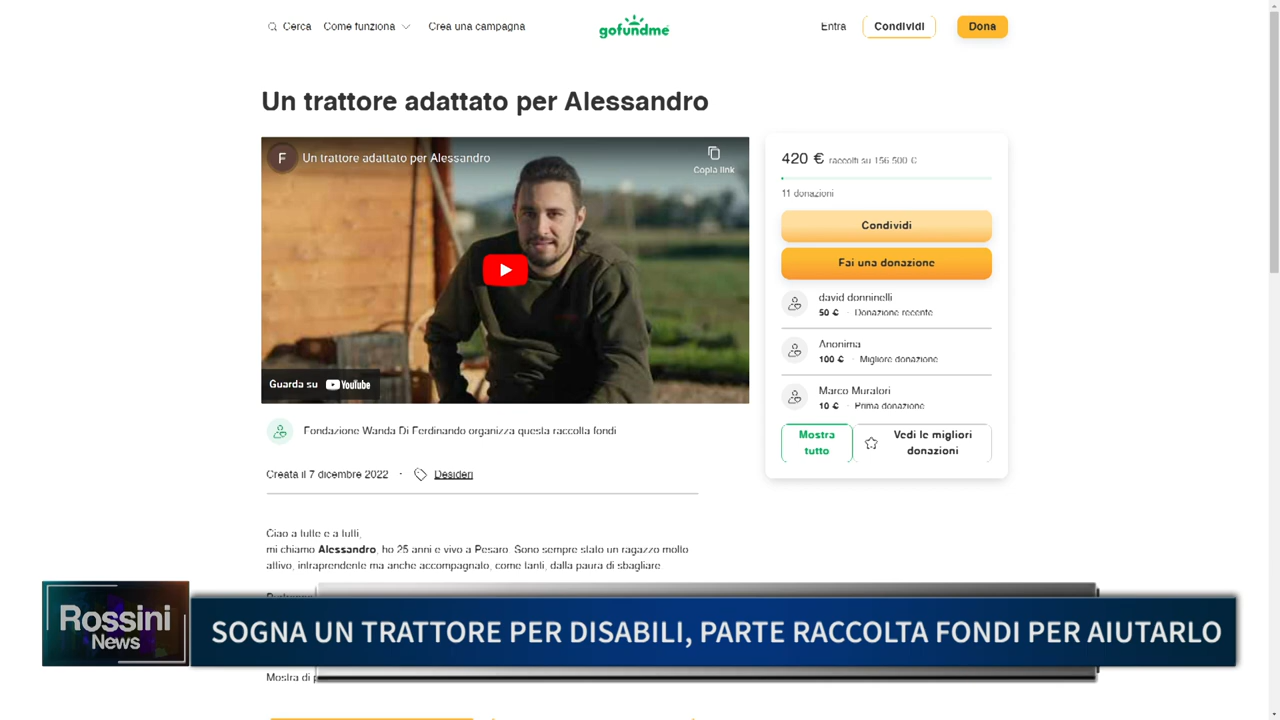 Cerca
Come funziona
Crea una campagna
gofundme
Entra
Condividi
Dona
Un trattore adattato per Alessandro
F
Un trattore adattato per Alessandro
Copia link
Guarda su YouTube
420 € raccolti su 156.500 €
11 donazioni
Condividi
Fai una donazione
david donninelli
50 € · Donazione recente
Anonima
100 € · Migliore donazione
Marco Muratori
10 € · Prima donazione
Mostra
tutto
Vedi le migliori
donazioni
Fondazione Wanda Di Ferdinando organizza questa raccolta fondi
Creata il 7 dicembre 2022 · Desideri
Ciao a tutte e a tutti,
mi chiamo Alessandro, ho 25 anni e vivo a Pesaro. Sono sempre stato un ragazzo molto
attivo, intraprendente ma anche accompagnato, come tanti, dalla paura di sbagliare
Rossini
News
SOGNA UN TRATTORE PER DISABILI, PARTE RACCOLTA FONDI PER AIUTARLO
Mostra di